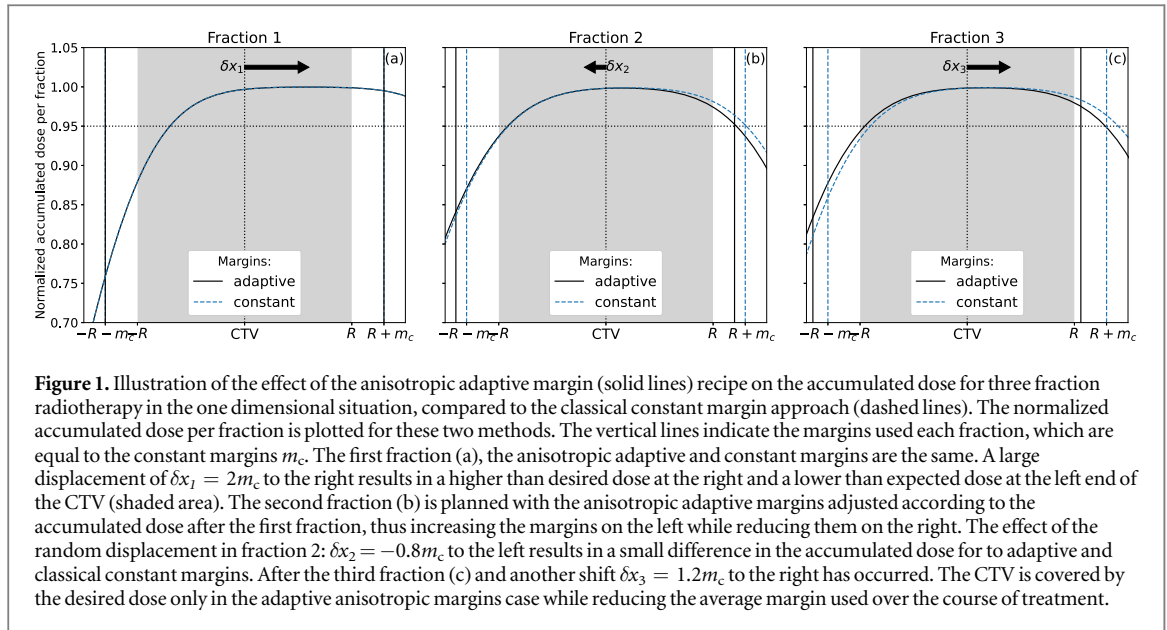 Fraction 1
Fraction 2
Fraction 3
Normalized accumulated dose per fraction
1.05
1.00
0.95
0.90
0.85
0.80
0.75
0.70
δx₁
(a)
Margins:
adaptive
constant
−R − m_c
−R
CTV
R
R + m_c
δx₂
(b)
Margins:
adaptive
constant
−R − m_c
−R
CTV
R
R + m_c
δx₃
(c)
Margins:
adaptive
constant
−R − m_c
−R
CTV
R
R + m_c
Figure 1. Illustration of the effect of the anisotropic adaptive margin (solid lines) recipe on the accumulated dose for three fraction
radiotherapy in the one dimensional situation, compared to the classical constant margin approach (dashed lines). The normalized
accumulated dose per fraction is plotted for these two methods. The vertical lines indicate the margins used each fraction, which are
equal to the constant margins m_c. The first fraction (a), the anisotropic adaptive and constant margins are the same. A large
displacement of δx₁ = 2m_c to the right results in a higher than desired dose at the right and a lower than expected dose at the left end of
the CTV (shaded area). The second fraction (b) is planned with the anisotropic adaptive margins adjusted according to the
accumulated dose after the first fraction, thus increasing the margins on the left while reducing them on the right. The effect of the
random displacement in fraction 2: δx₂ = −0.8m_c to the left results in a small difference in the accumulated dose for to adaptive and
classical constant margins. After the third fraction (c) and another shift δx₃ = 1.2m_c to the right has occurred. The CTV is covered by
the desired dose only in the adaptive anisotropic margins case while reducing the average margin used over the course of treatment.